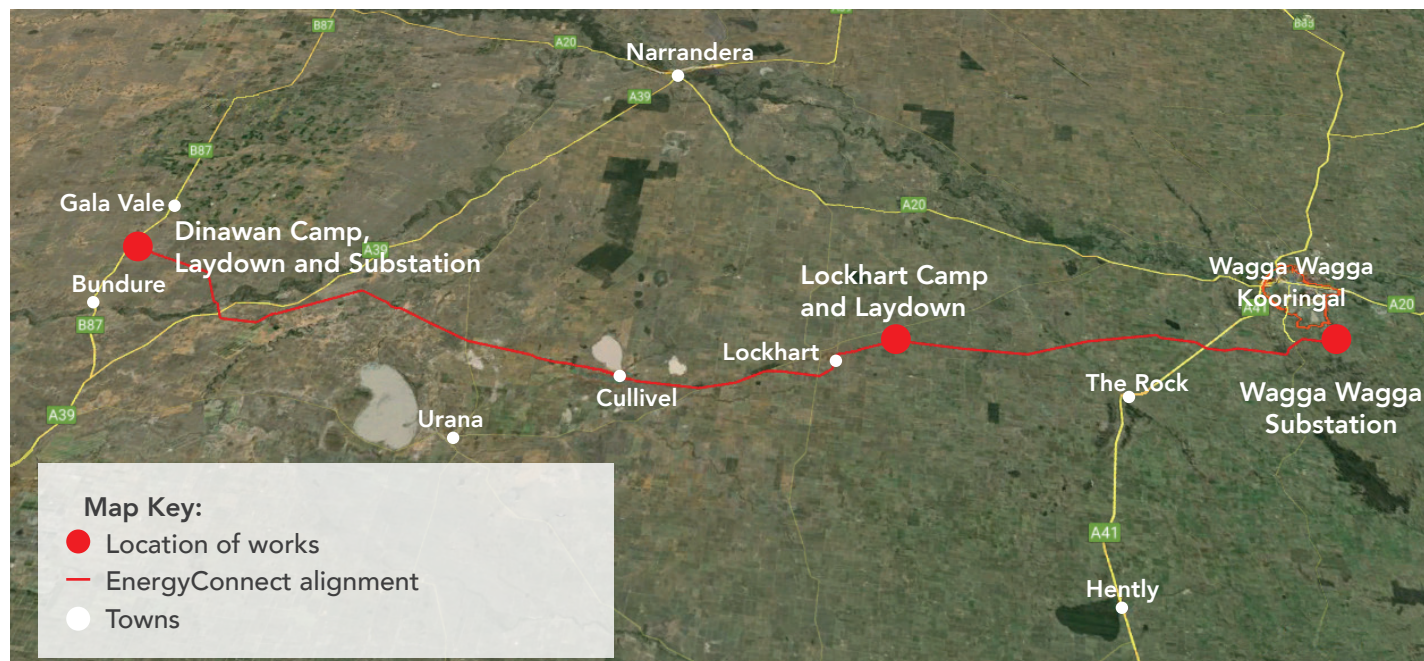 B87
A20
Narrandera
A39
B87
A20
Gala Vale
Dinawan Camp,
Laydown and Substation
A39
Bundure
B87
Lockhart Camp
and Laydown
Wagga Wagga
Kooringal
A41
A20
Lockhart
The Rock
Cullivel
Wagga Wagga
Substation
A39
Urana
Map Key:
Location of works
EnergyConnect alignment
Towns
A41
Hently